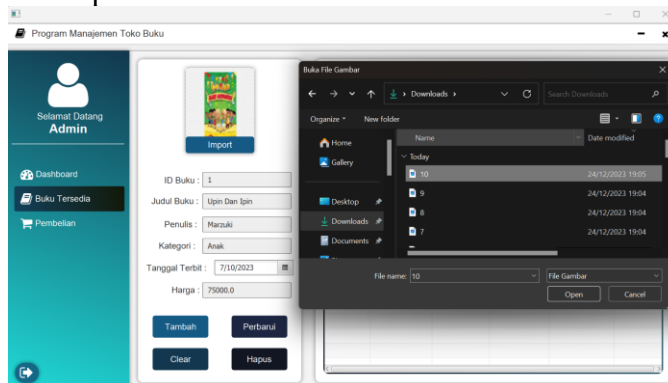 Program Manajemen Toko Buku
Selamat Datang
Admin
Dashboard
Buku Tersedia
Pembelian
Import
ID Buku : 1
Judul Buku : Upin Dan Ipin
Penulis : Marzuki
Kategori : Anak
Tanggal Terbit : 7/10/2023
Harga : 75000.0
Tambah Perbarui
Clear Hapus
Buka File Gambar
Downloads Search Downloads
Organize New folder
Home
Gallery
Desktop
Downloads
Documents
Name Date modified
Today
10 24/12/2023 19:05
9 24/12/2023 19:04
8 24/12/2023 19:04
7 24/12/2023 19:04
File name: 10 File Gambar
Open Cancel